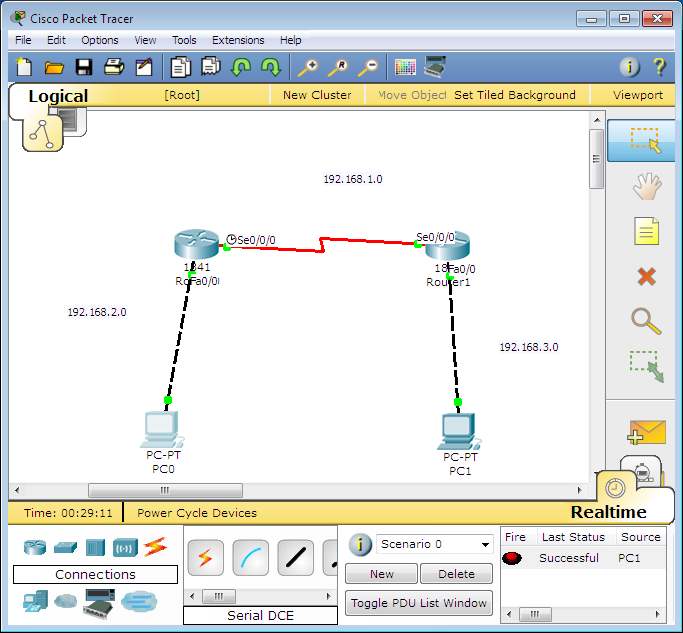 Cisco Packet Tracer
File Edit Options View Tools Extensions Help
Logical [Root] New Cluster Move Object Set Tiled Background Viewport
192.168.1.0
Se0/0/0 Se0/0/0
1841 Fa0/0
Fa0/0 Router1
192.168.2.0
192.168.3.0
PC-PT
PC0
PC-PT
PC1
Time: 00:29:11 Power Cycle Devices Realtime
Connections
Serial DCE
Scenario 0
New Delete
Toggle PDU List Window
Fire Last Status Source
Successful PC1